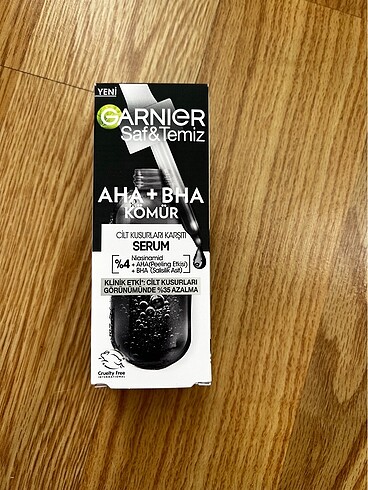 YENİ
GARNIER
Saf&Temiz
AHA + BHA
KÖMÜR
CİLT KUSURLARI KARŞITI
SERUM
%4 Niasinamid
+ AHA (Peeling Etkisi)
+ BHA (Salisilik Asit)
KLİNİK ETKİ*: CİLT KUSURLARI
GÖRÜNÜMÜNDE %35 AZALMA
Cruelty Free
INTERNATIONAL